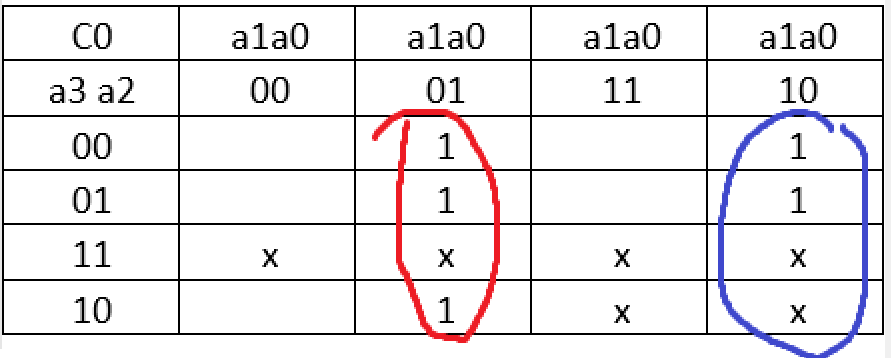 C0 a1a0 a1a0 a1a0 a1a0
a3 a2 00 01 11 10
00 1 1
01 1 1
11 x x x x
10 1 x x